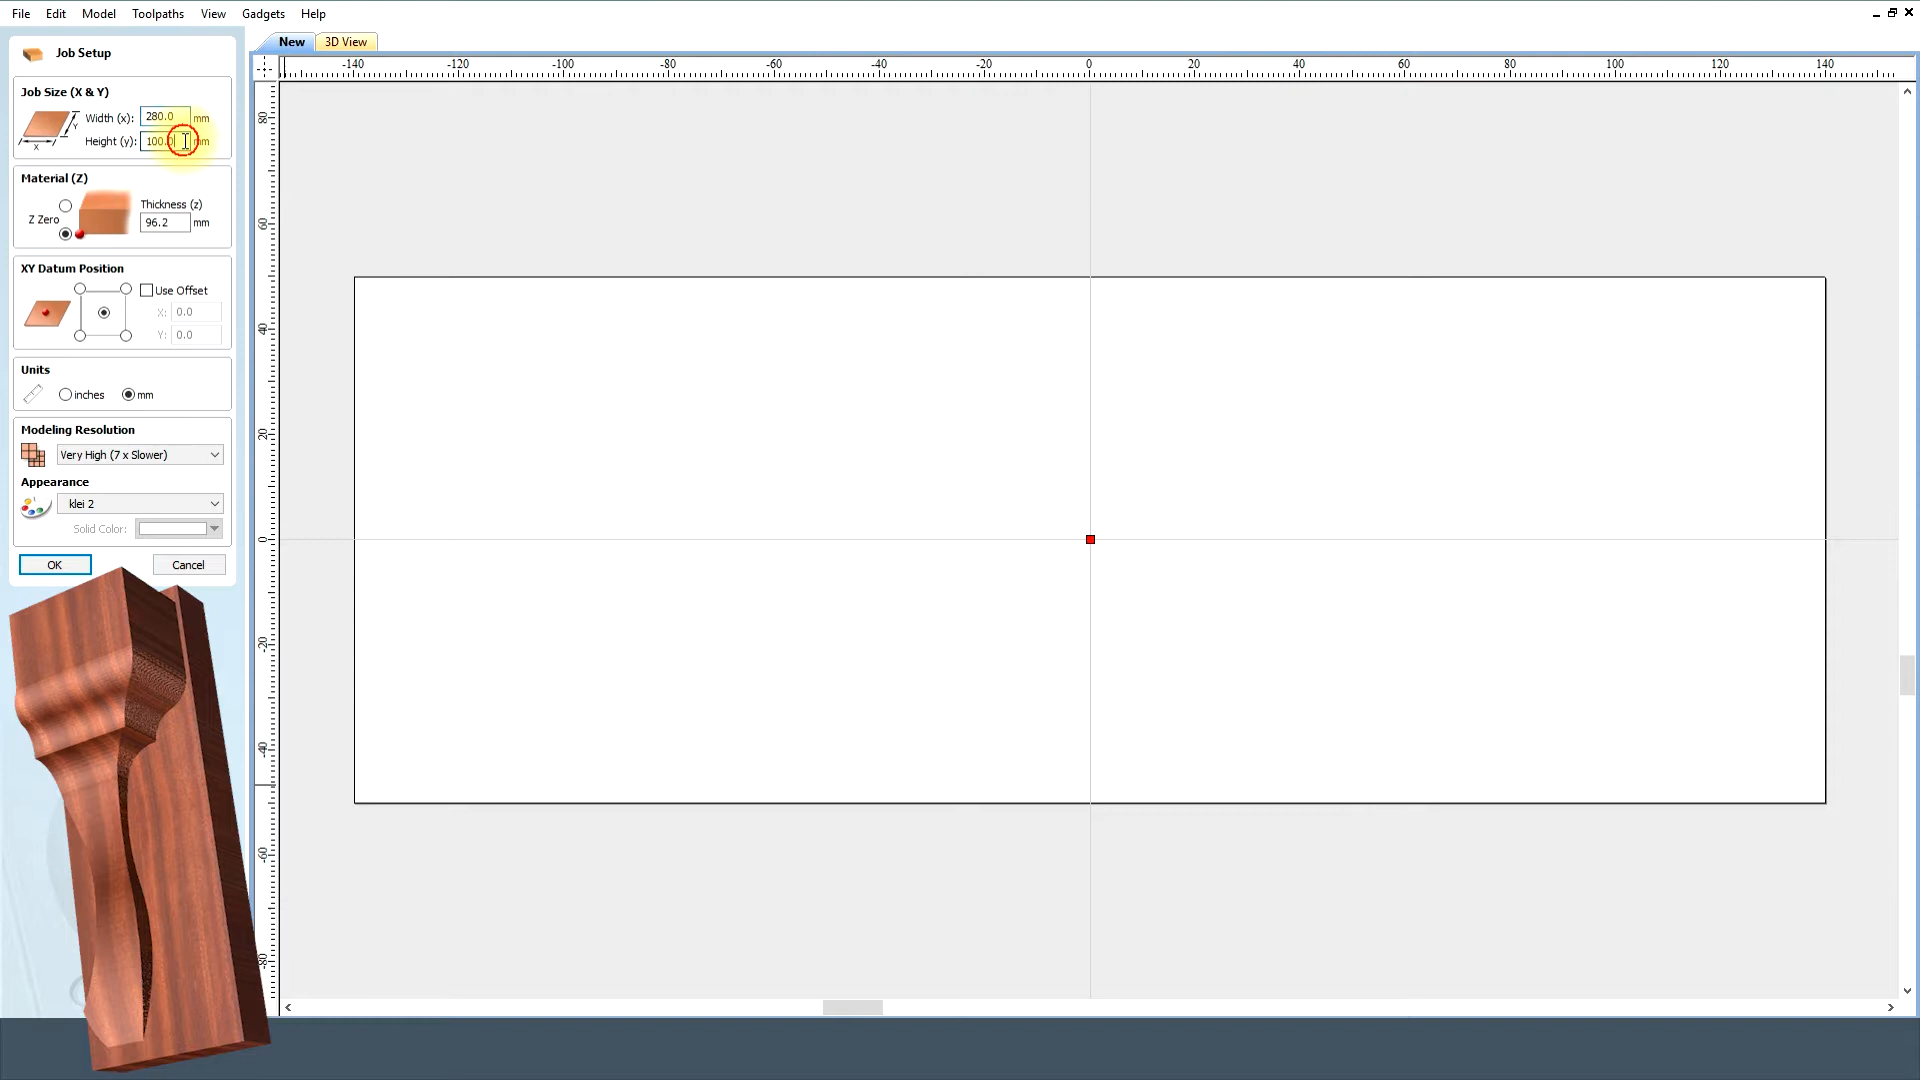 File Edit Model Toolpaths View Gadgets Help
Job Setup
New 3D View
-140 -120 -100 -80 -60 -40 -20 0 20 40 60 80 100 120 140
Job Size (X & Y)
Width (x): 280.0 mm
Height (y): 100.0 mm
Y
X
Material (Z)
Z Zero
Thickness (z)
96.2 mm
XY Datum Position
Use Offset
X: 0.0
Y: 0.0
Units
inches mm
Modeling Resolution
Very High (7 x Slower)
Appearance
klei 2
Solid Color:
OK Cancel
80
60
40
20
0
-20
-40
-60
-80